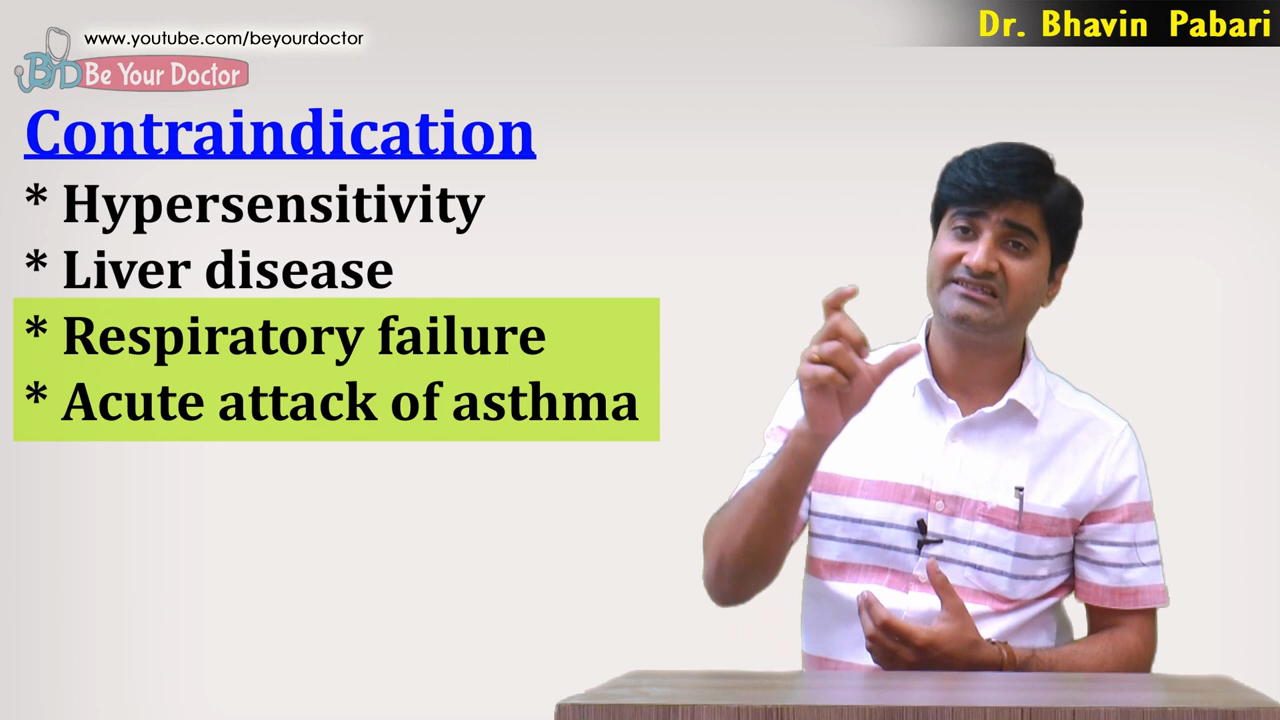 www.youtube.com/beyourdoctor
Dr. Bhavin Pabari
BYD Be Your Doctor
Contraindication
* Hypersensitivity
* Liver disease
* Respiratory failure
* Acute attack of asthma